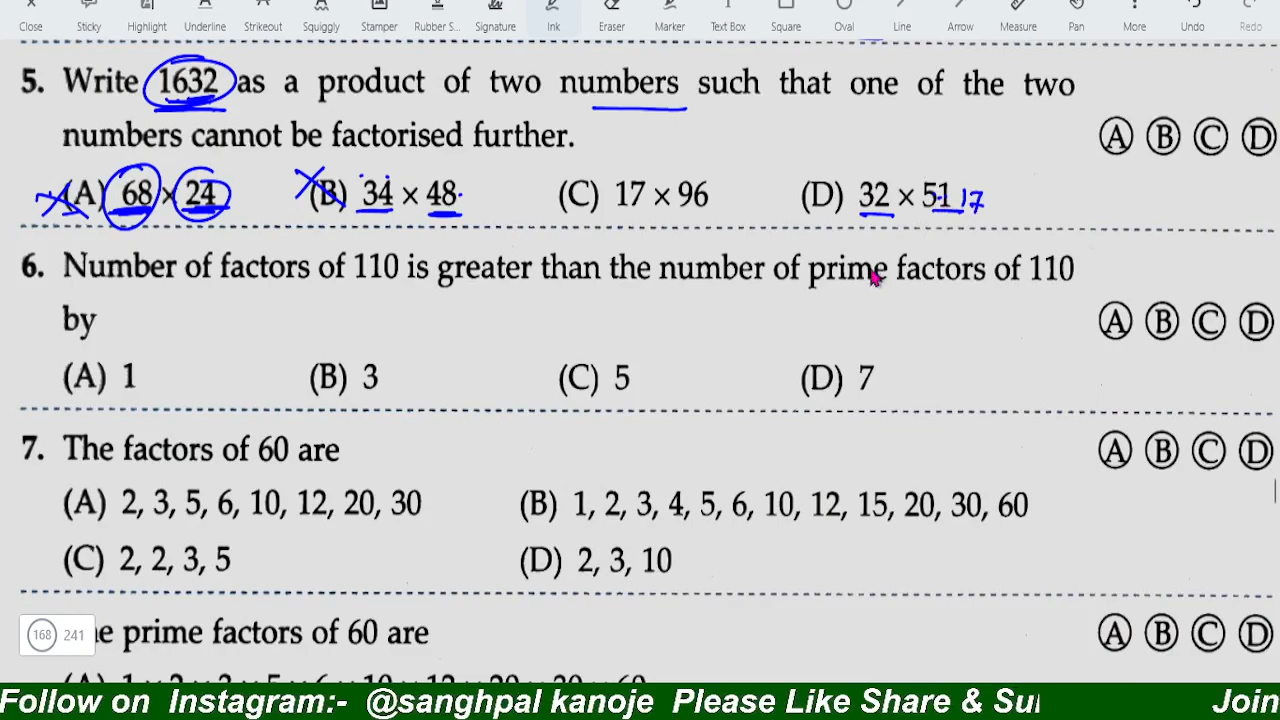 Close Sticky Highlight Underline Strikeout Squiggly Stamper Rubber S... Signature Ink Eraser Marker Text Box Square Oval Line Arrow Measure Pan More Undo Redo
5. Write 1632 as a product of two numbers such that one of the two
numbers cannot be factorised further. A B C D
(A) 68 × 24 (B) 34 × 48 (C) 17 × 96 (D) 32 × 51 17
6. Number of factors of 110 is greater than the number of prime factors of 110
by A B C D
(A) 1 (B) 3 (C) 5 (D) 7
7. The factors of 60 are A B C D
(A) 2, 3, 5, 6, 10, 12, 20, 30 (B) 1, 2, 3, 4, 5, 6, 10, 12, 15, 20, 30, 60
(C) 2, 2, 3, 5 (D) 2, 3, 10
168 241 prime factors of 60 are A B C D
Follow on Instagram:- @sanghpal kanoje Please Like Share & Su Join